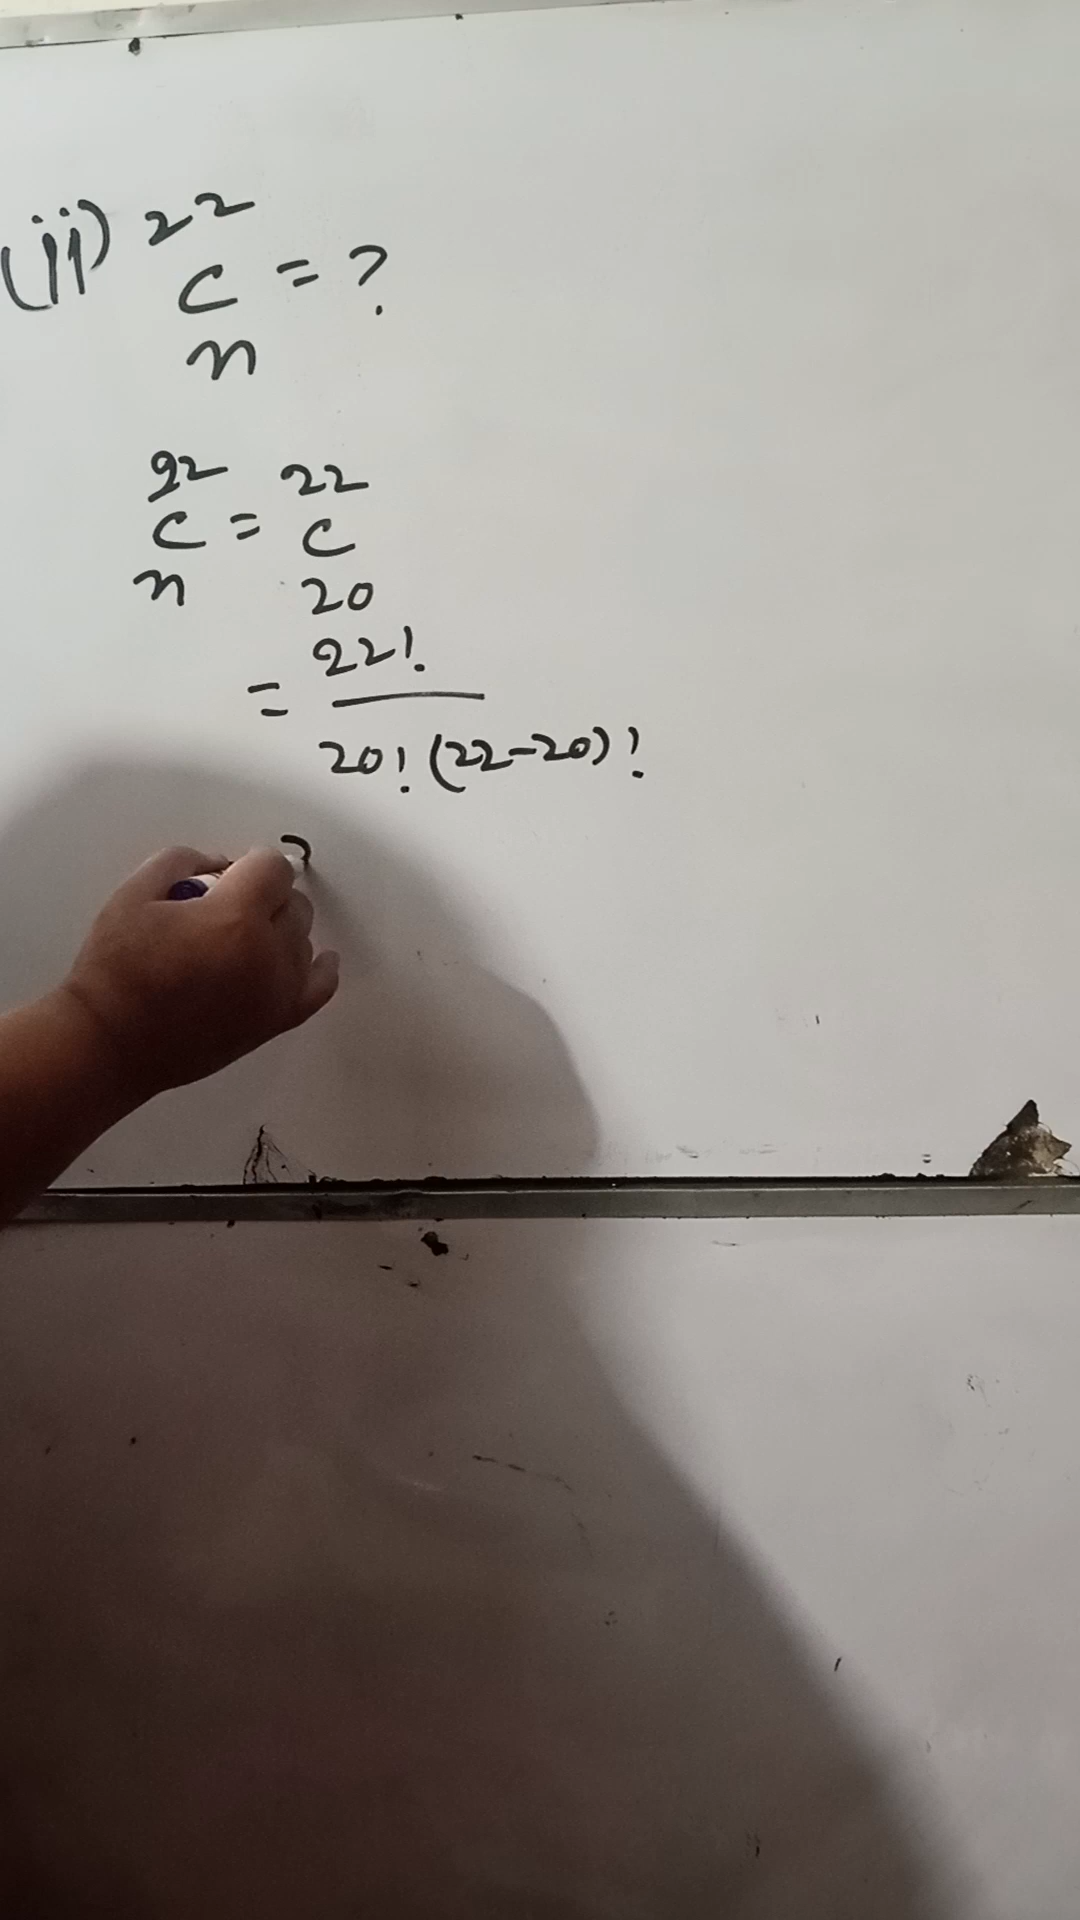 (ii) 22
C = ?
n
22 22
C = C
n 20
= 22!
20! (22-20)!